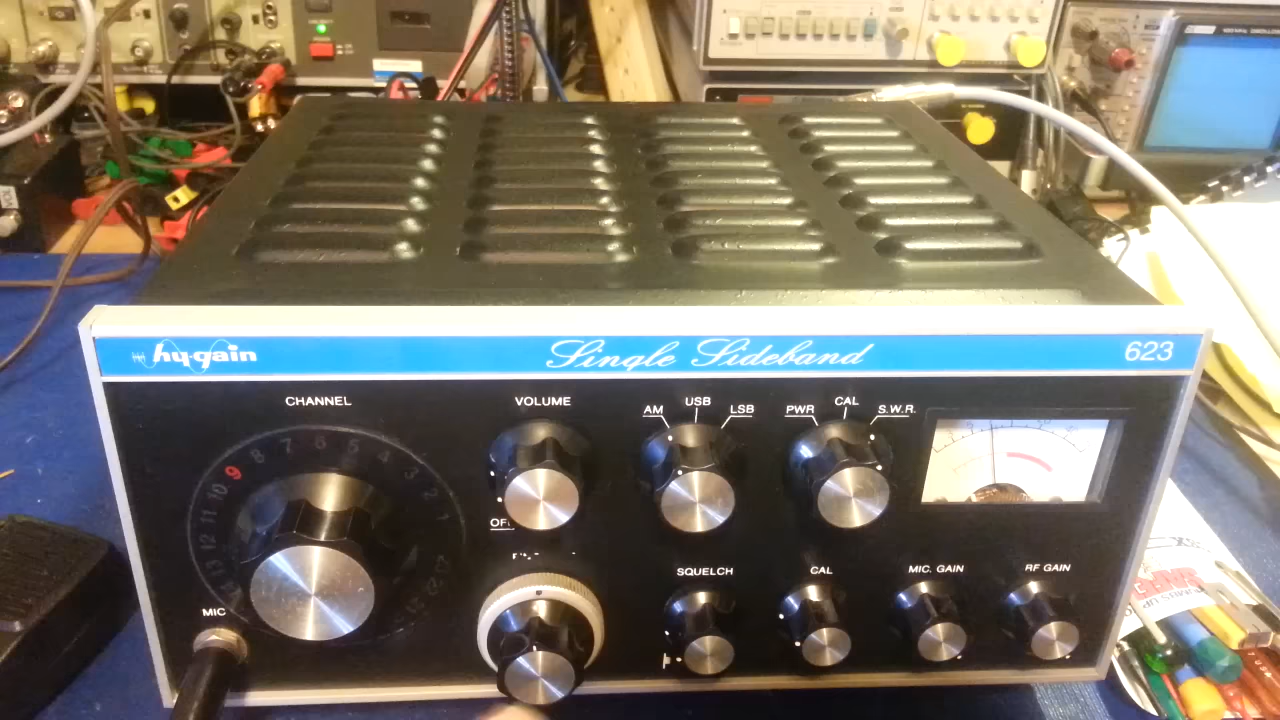 hy-gain
Single Sideband
623
CHANNEL
VOLUME
AM
USB
LSB
PWR
CAL
S.W.R.
9 8 7 6 5 4 3 2 1
10
11
12
13
OFF
SQUELCH
CAL
MIC. GAIN
RF GAIN
MIC